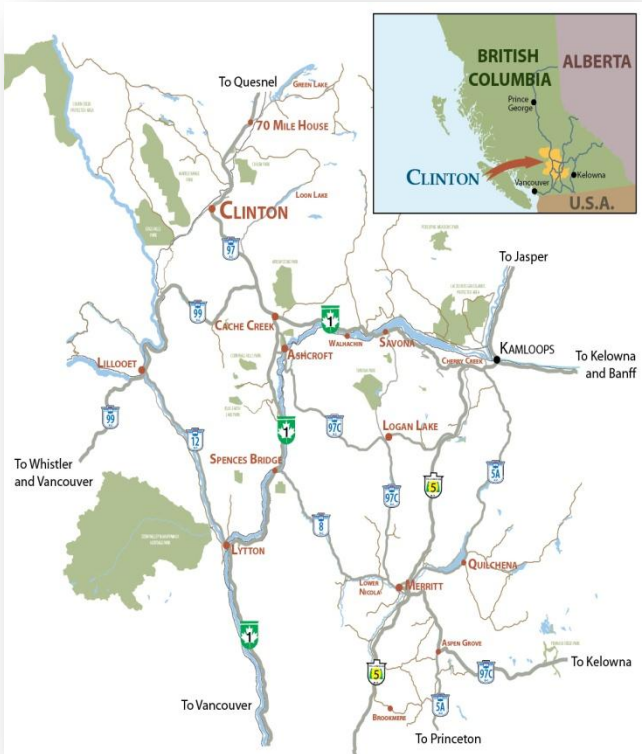 BRITISH
COLUMBIA
ALBERTA
Prince
George
CLINTON
Vancouver
Kelowna
U.S.A.
To Quesnel
GREEN LAKE
70 MILE HOUSE
LOON LAKE
CLINTON
97
To Jasper
99
CACHE CREEK
1
WALHACHIN
SAVONA
ASHCROFT
CHERRY CREEK
KAMLOOPS
To Kelowna
and Banff
LILLOOET
99
12
To Whistler
and Vancouver
1
97C
LOGAN LAKE
SPENCES BRIDGE
5
5A
97C
8
LYTTON
QUILCHENA
LOWER
NICOLA
MERRITT
1
ASPEN GROVE
To Kelowna
97C
5
5A
To Vancouver
BROOKMERE
To Princeton